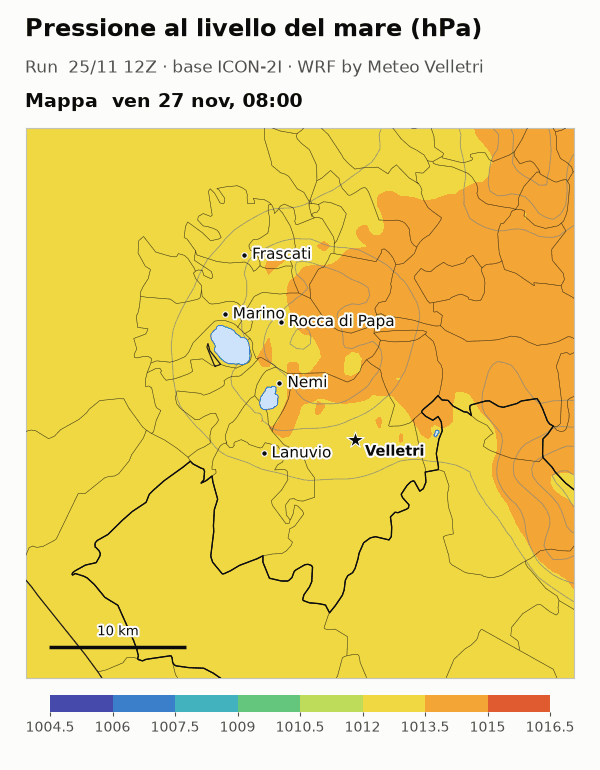 Pressione al livello del mare (hPa)
Run  25/11 12Z · base ICON-2I · WRF by Meteo Velletri
Mappa  ven 27 nov, 08:00
Frascati
Marino
Rocca di Papa
Nemi
Velletri
Lanuvio
10 km
1004.5 1006 1007.5 1009 1010.5 1012 1013.5 1015 1016.5